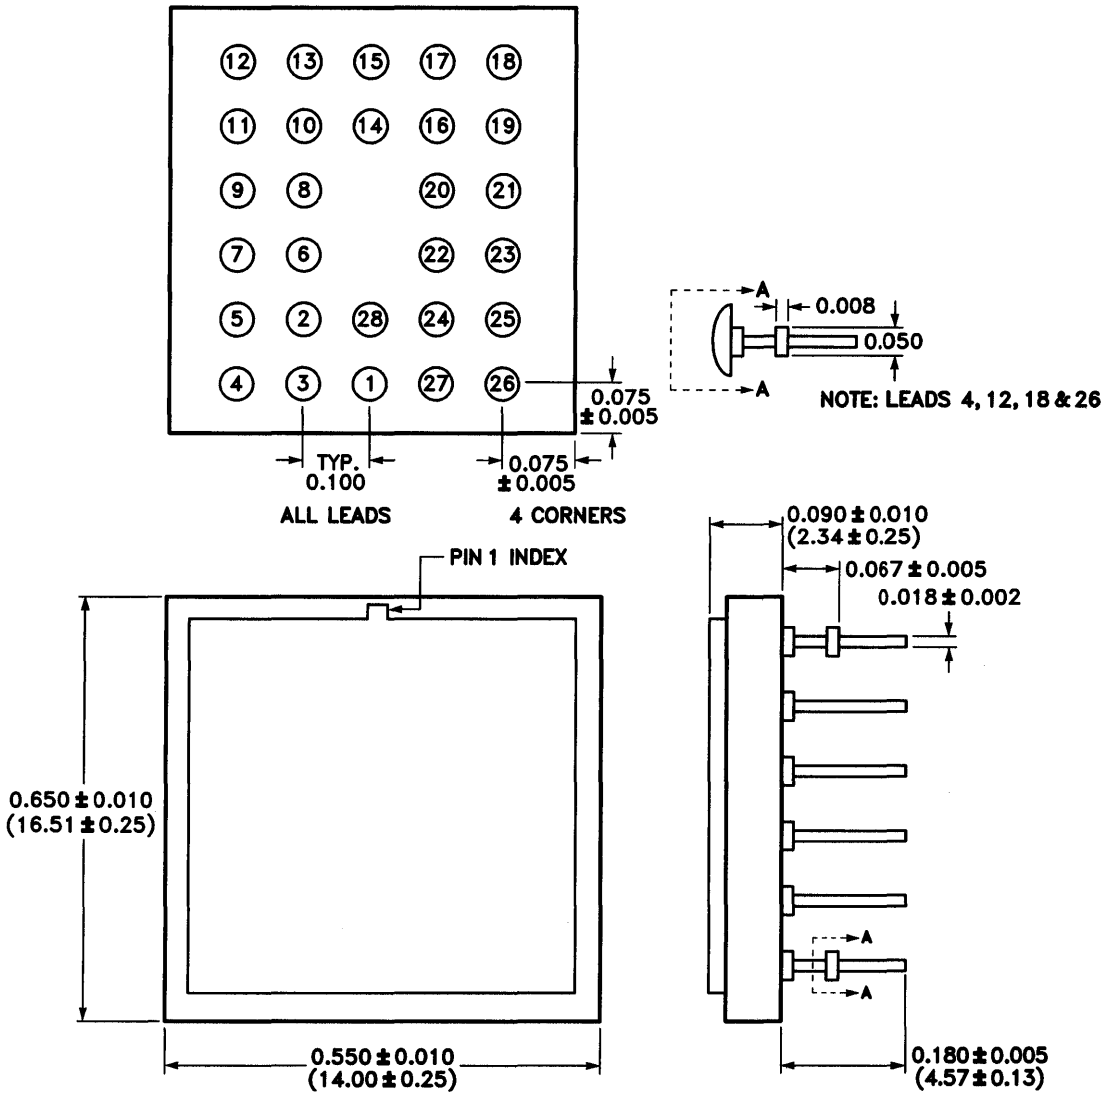 12 13 15 17 18
11 10 14 16 19
9 8 20 21
7 6 22 23
5 2 28 24 25
4 3 1 27 26
0.075
±0.005
TYP.
0.100
0.075
±0.005
ALL LEADS
4 CORNERS
A
0.008
0.050
A
NOTE: LEADS 4, 12, 18 & 26
PIN 1 INDEX
0.650±0.010
(16.51±0.25)
0.550±0.010
(14.00±0.25)
0.090±0.010
(2.34±0.25)
0.067±0.005
0.018±0.002
A
A
0.180±0.005
(4.57±0.13)